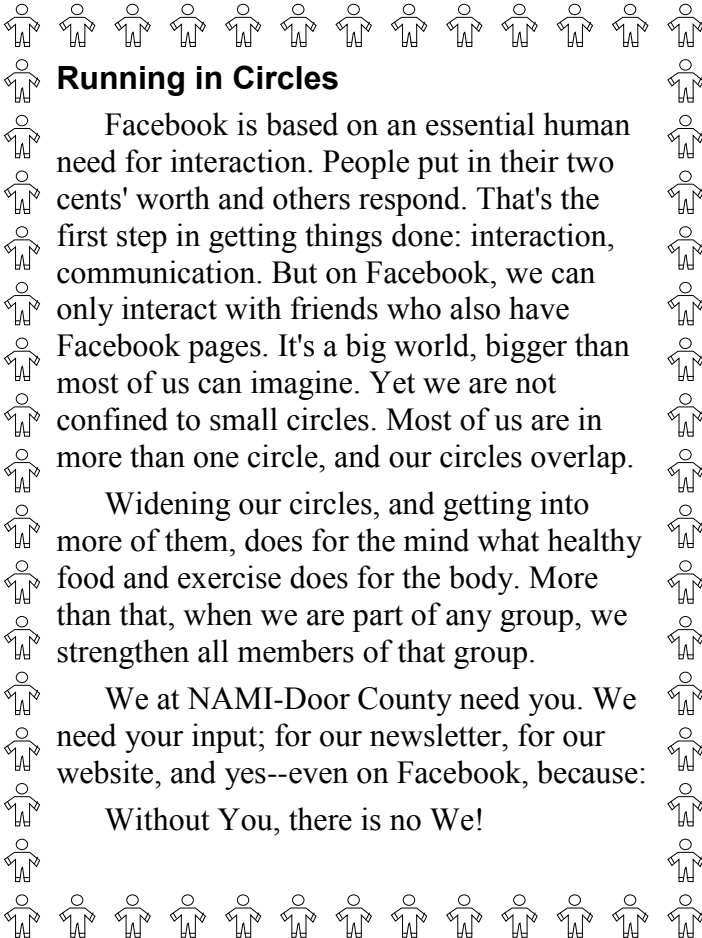 Running in Circles
Facebook is based on an essential human
need for interaction. People put in their two
cents' worth and others respond. That's the
first step in getting things done: interaction,
communication. But on Facebook, we can
only interact with friends who also have
Facebook pages. It's a big world, bigger than
most of us can imagine. Yet we are not
confined to small circles. Most of us are in
more than one circle, and our circles overlap.
Widening our circles, and getting into
more of them, does for the mind what healthy
food and exercise does for the body. More
than that, when we are part of any group, we
strengthen all members of that group.
We at NAMI-Door County need you. We
need your input; for our newsletter, for our
website, and yes--even on Facebook, because:
Without You, there is no We!